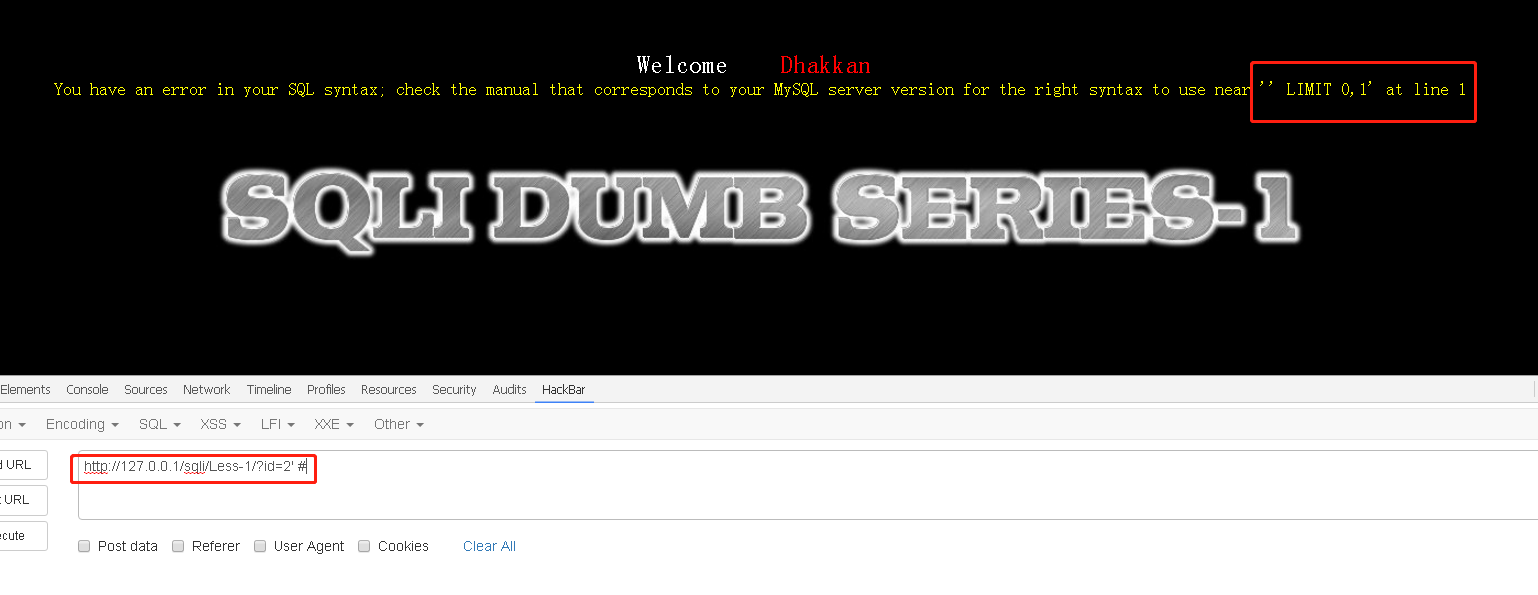 Welcome Dhakkan
You have an error in your SQL syntax; check the manual that corresponds to your MySQL server version for the right syntax to use near '' LIMIT 0,1' at line 1
SQLI DUMB SERIES-1
Elements Console Sources Network Timeline Profiles Resources Security Audits HackBar
on Encoding SQL XSS LFI XXE Other
d URL http://127.0.0.1/sqli/Less-1/?id=2' #
t URL
ecute
Post data Referer User Agent Cookies Clear All